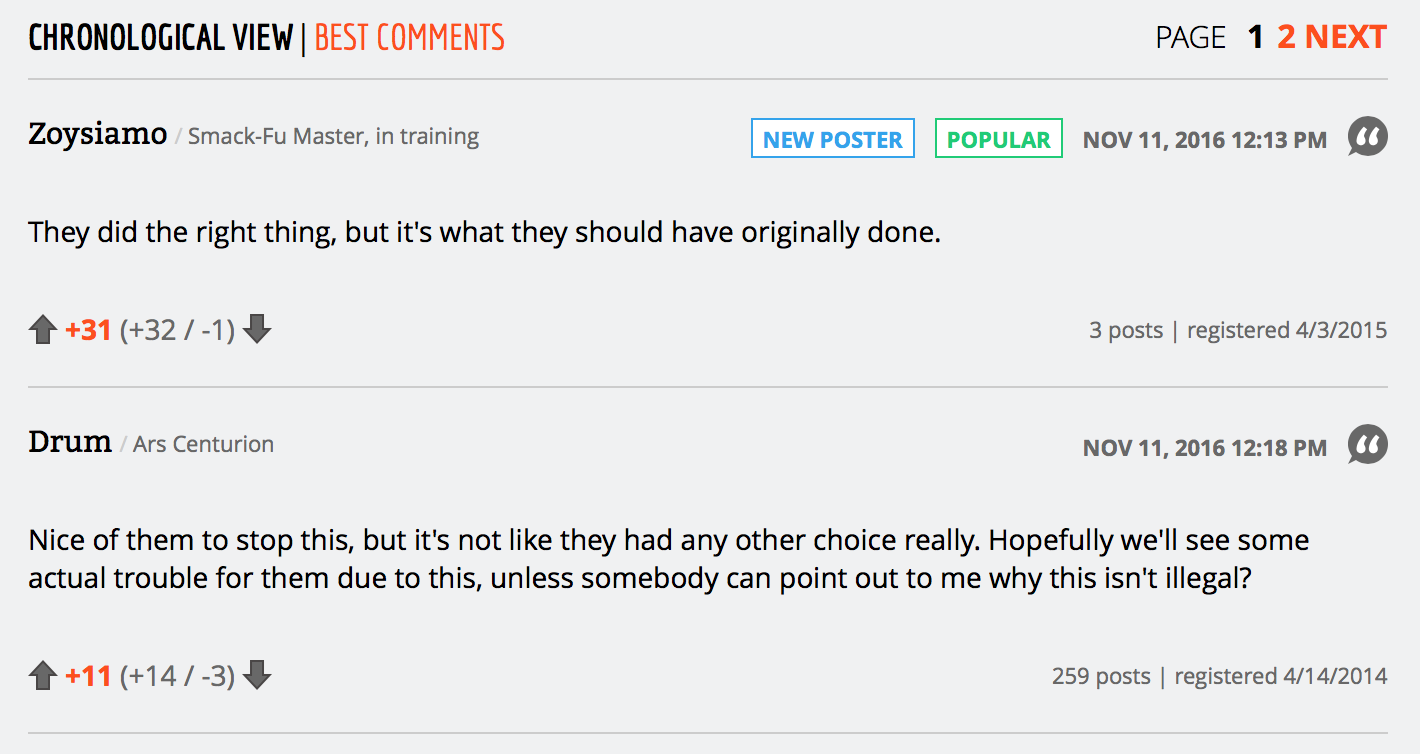 CHRONOLOGICAL VIEW | BEST COMMENTS PAGE 1 2 NEXT
Zoysiamo / Smack-Fu Master, in training NEW POSTER POPULAR NOV 11, 2016 12:13 PM
They did the right thing, but it's what they should have originally done.
+31 (+32 / -1) 3 posts | registered 4/3/2015
Drum / Ars Centurion NOV 11, 2016 12:18 PM
Nice of them to stop this, but it's not like they had any other choice really. Hopefully we'll see some
actual trouble for them due to this, unless somebody can point out to me why this isn't illegal?
+11 (+14 / -3) 259 posts | registered 4/14/2014